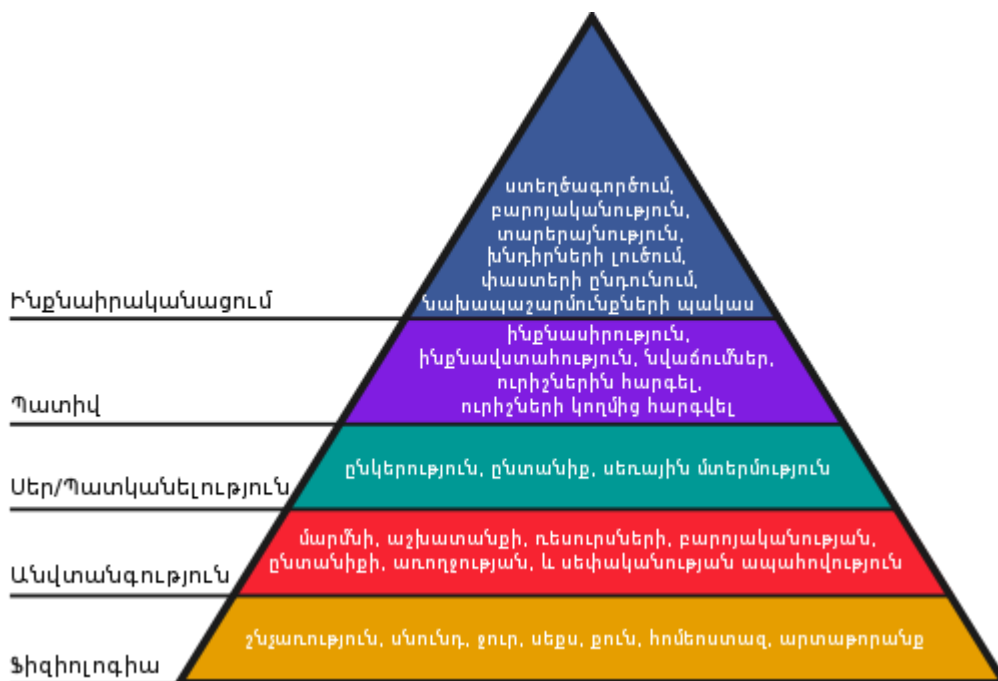 ստեղծագործում,
բարոյականություն,
տարերայնություն,
խնդիրների լուծում,
փաստերի ընդունում,
նախապաշարմունքների պակաս
Ինքնաիրականացում
ինքնասիրություն,
ինքնավստահություն, նվաճումներ,
ուրիշներին հարգել,
ուրիշների կողմից հարգվել
Պատիվ
ընկերություն, ընտանիք, սեռային մտերմություն
Սեր/Պատկանելություն
մարմնի, աշխատանքի, ռեսուրսների, բարոյականության,
ընտանիքի, առողջության, և սեփականության ապահովություն
Անվտանգություն
շնչառություն, սնունդ, ջուր, սեքս, քուն, հոմեոստազ, արտաթորանք
Ֆիզիոլոգիա